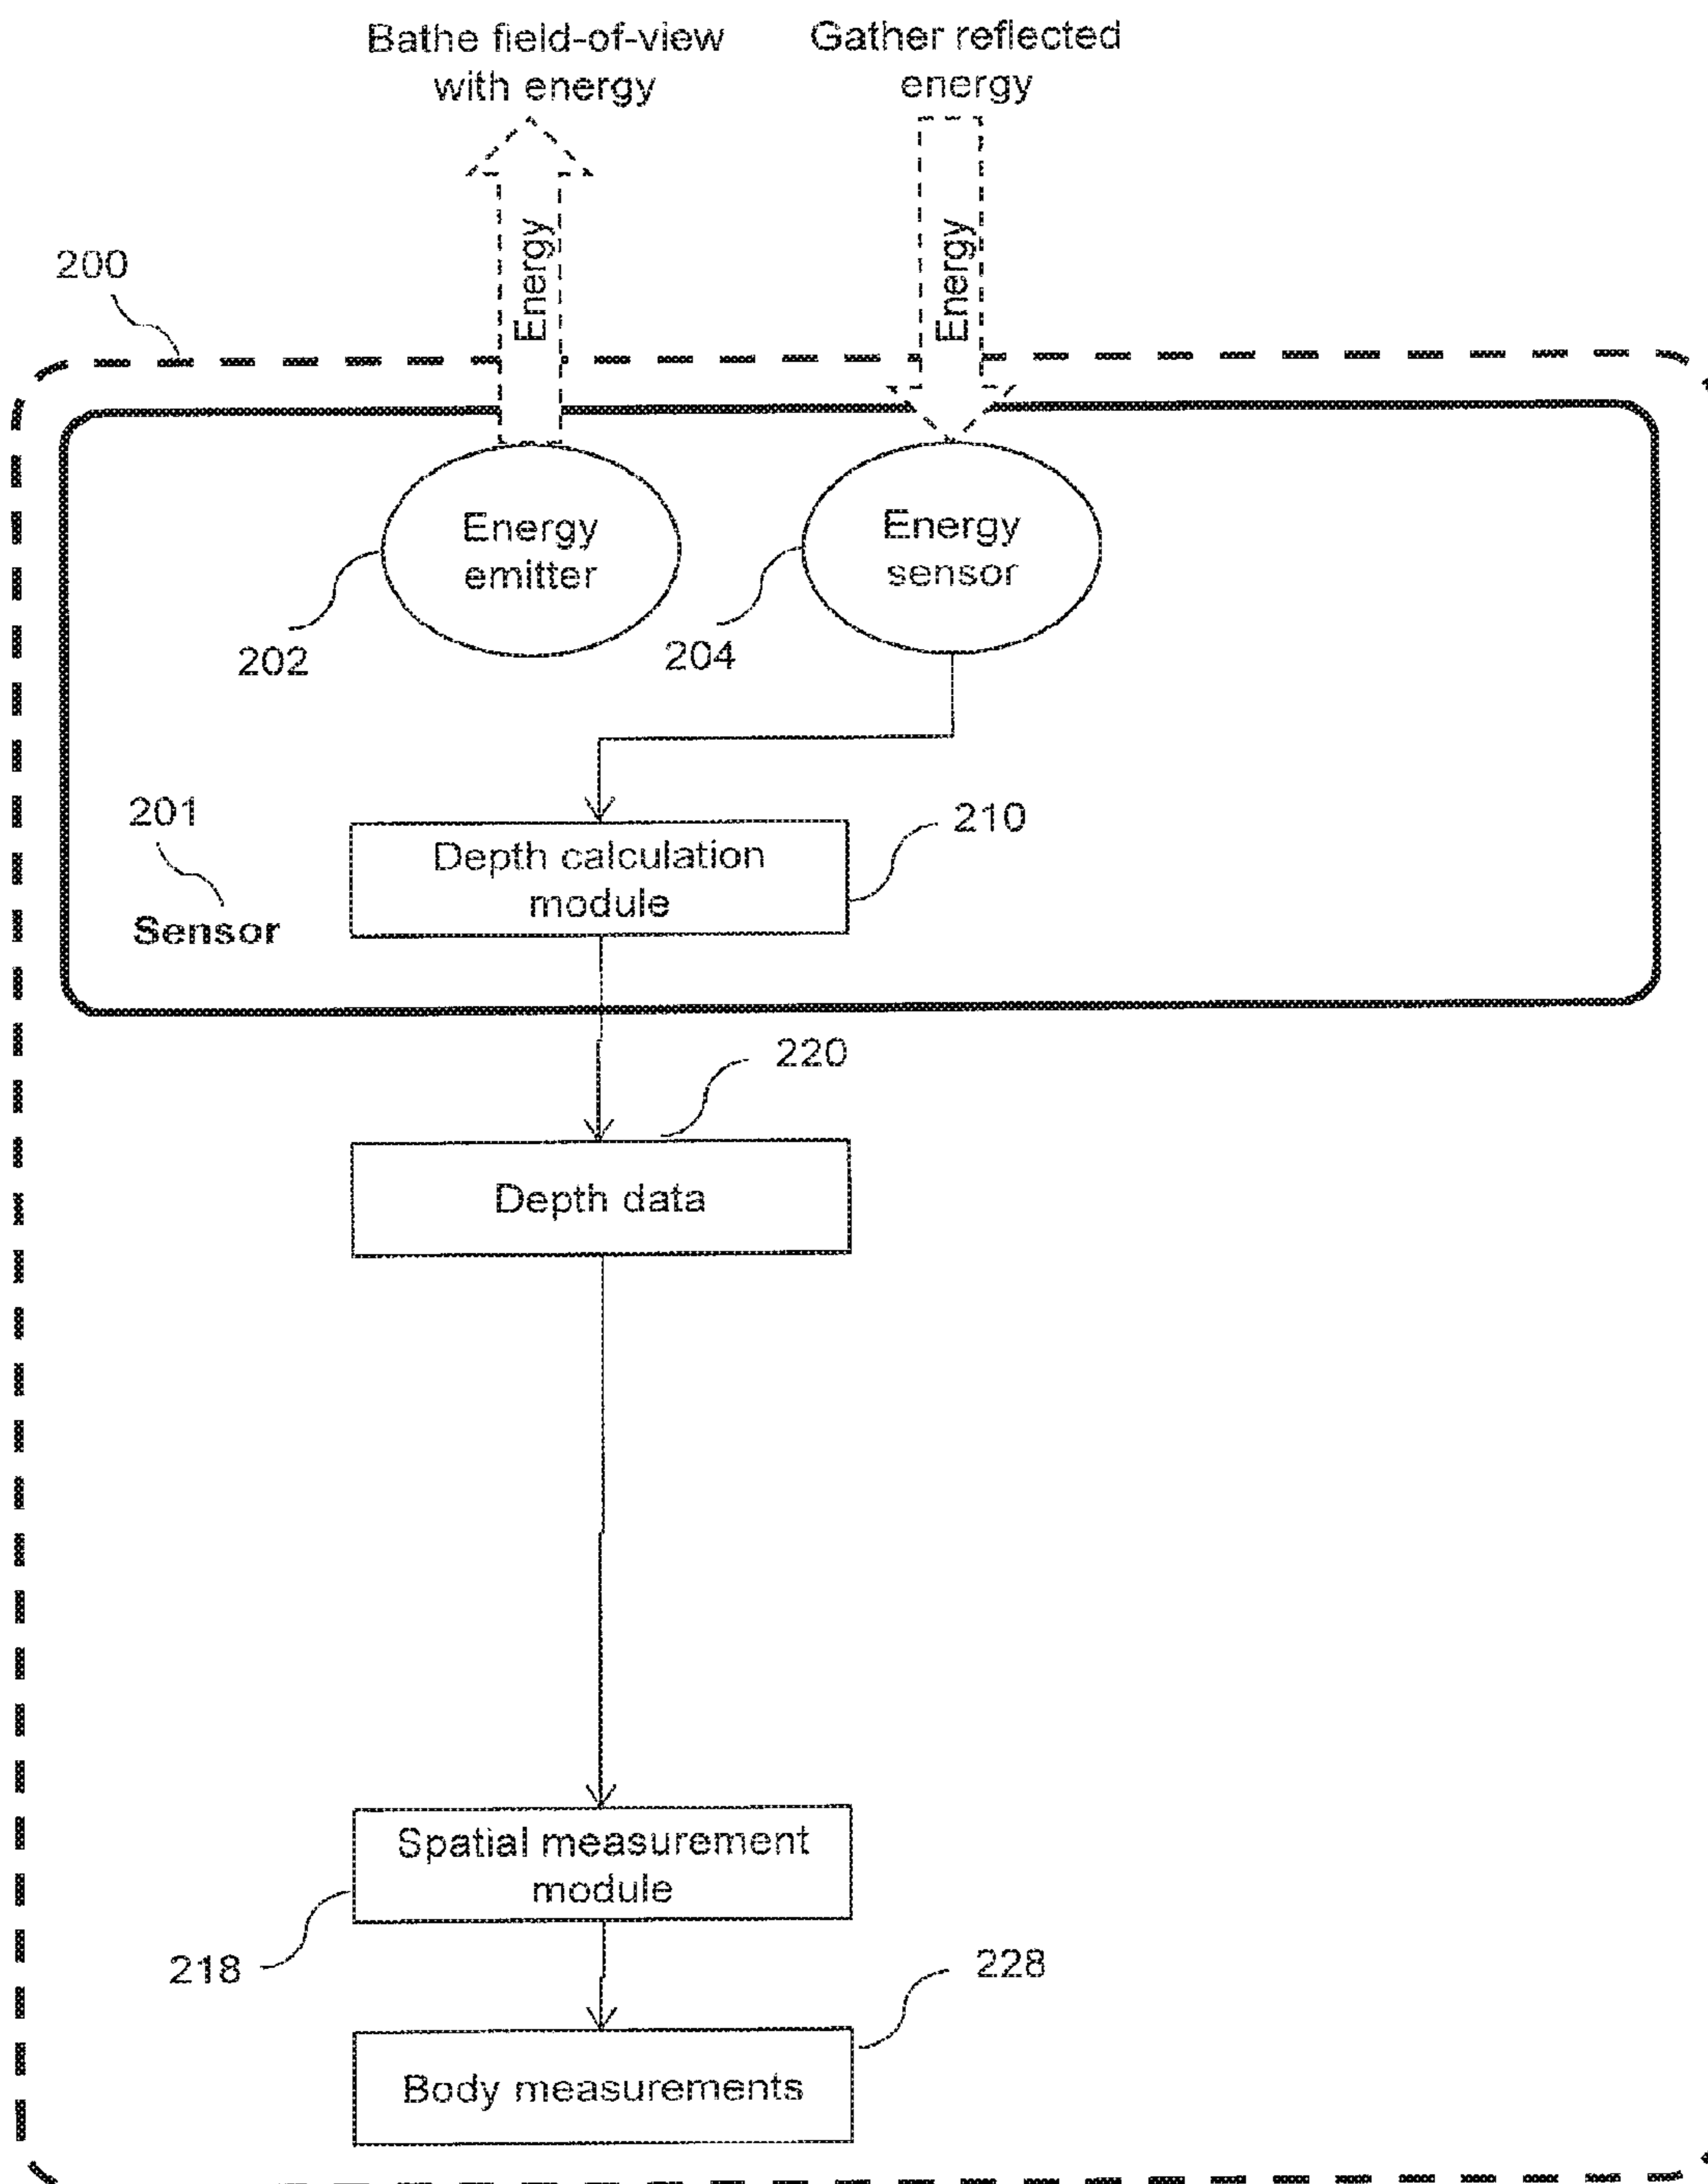 Bathe field-of-view
with energy
Gather reflected
energy
Energy
Energy
200
Energy
emitter
Energy
sensor
202
204
201
Sensor
Depth calculation
module
210
220
Depth data
Spatial measurement
module
218
228
Body measurements